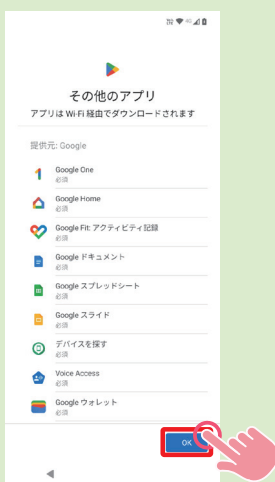 その他のアプリ
アプリは Wi-Fi 経由でダウンロードされます
提供元: Google
Google One
必須
Google Home
必須
Google Fit: アクティビティ記録
必須
Google ドキュメント
必須
Google スプレッドシート
必須
Google スライド
必須
デバイスを探す
必須
Voice Access
必須
Google ウォレット
必須
OK